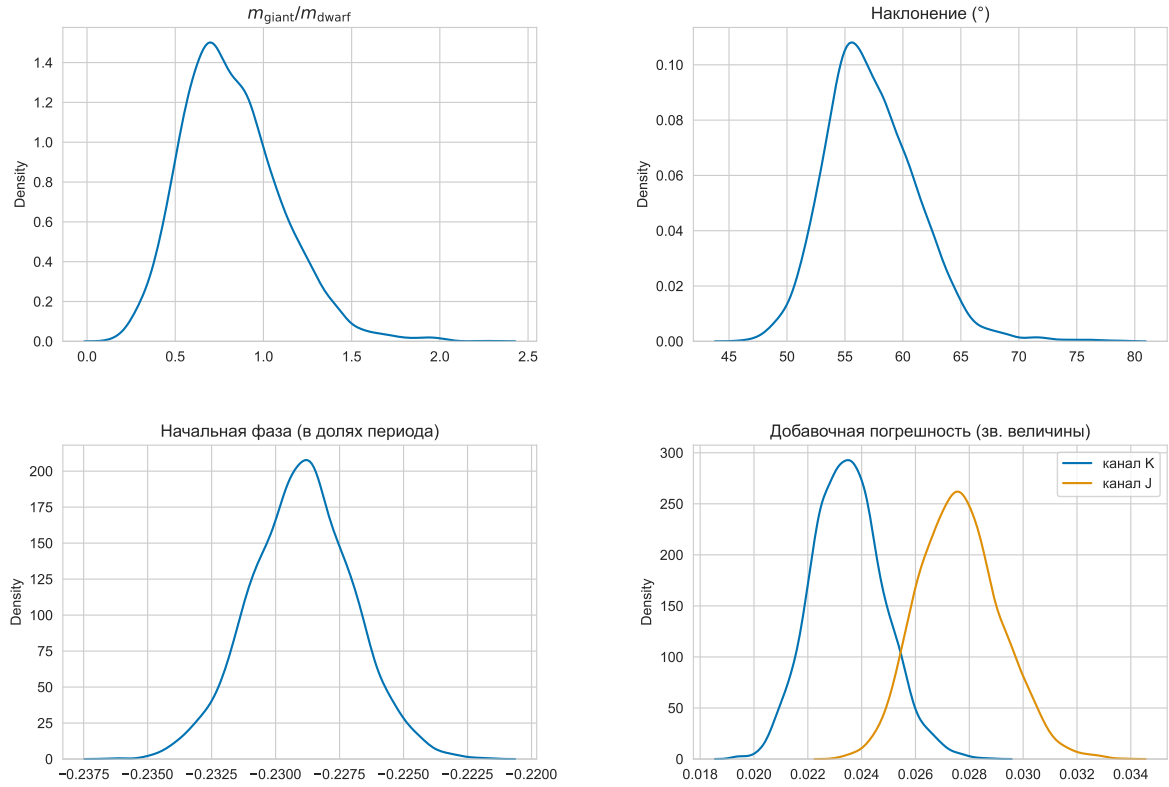 m_giant/m_dwarf
Density
1.4
1.2
1.0
0.8
0.6
0.4
0.2
0.0
0.0 0.5 1.0 1.5 2.0 2.5
Наклонение (°)
Density
0.10
0.08
0.06
0.04
0.02
0.00
45 50 55 60 65 70 75 80
Начальная фаза (в долях периода)
Density
200
175
150
125
100
75
50
25
0
−0.2375 −0.2350 −0.2325 −0.2300 −0.2275 −0.2250 −0.2225 −0.2200
Добавочная погрешность (зв. величины)
канал K
канал J
Density
300
250
200
150
100
50
0
0.018 0.020 0.022 0.024 0.026 0.028 0.030 0.032 0.034